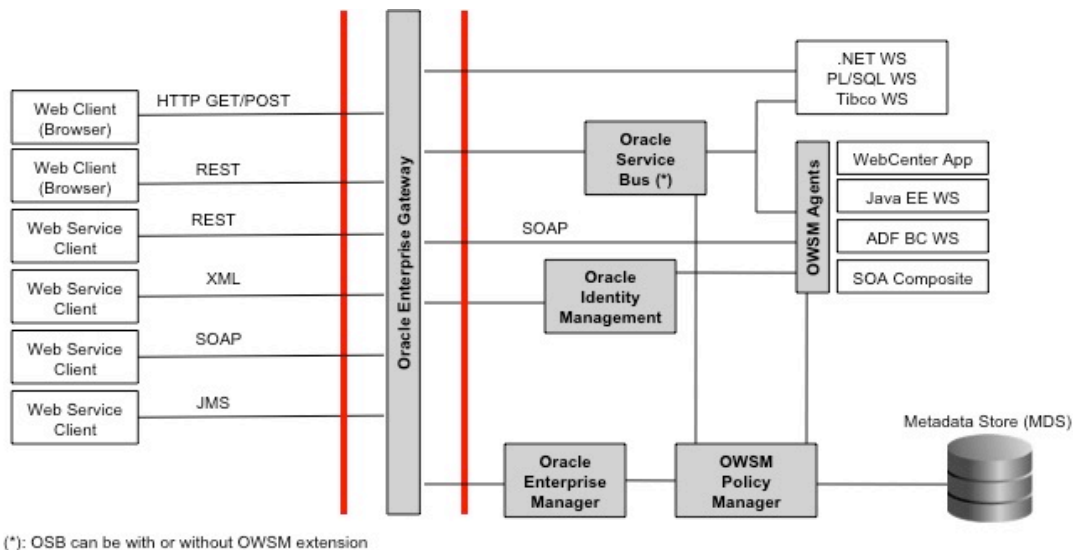 .NET WS
PL/SQL WS
Tibco WS
HTTP GET/POST
Web Client
(Browser)
Oracle
Service
Bus (*)
REST
Web Client
(Browser)
WebCenter App
Java EE WS
ADF BC WS
SOA Composite
OWSM Agents
Oracle Enterprise Gateway
REST
Web Service
Client
SOAP
XML
Web Service
Client
Oracle
Identity
Management
SOAP
Web Service
Client
JMS
Web Service
Client
Metadata Store (MDS)
Oracle
Enterprise
Manager
OWSM
Policy
Manager
(*): OSB can be with or without OWSM extension